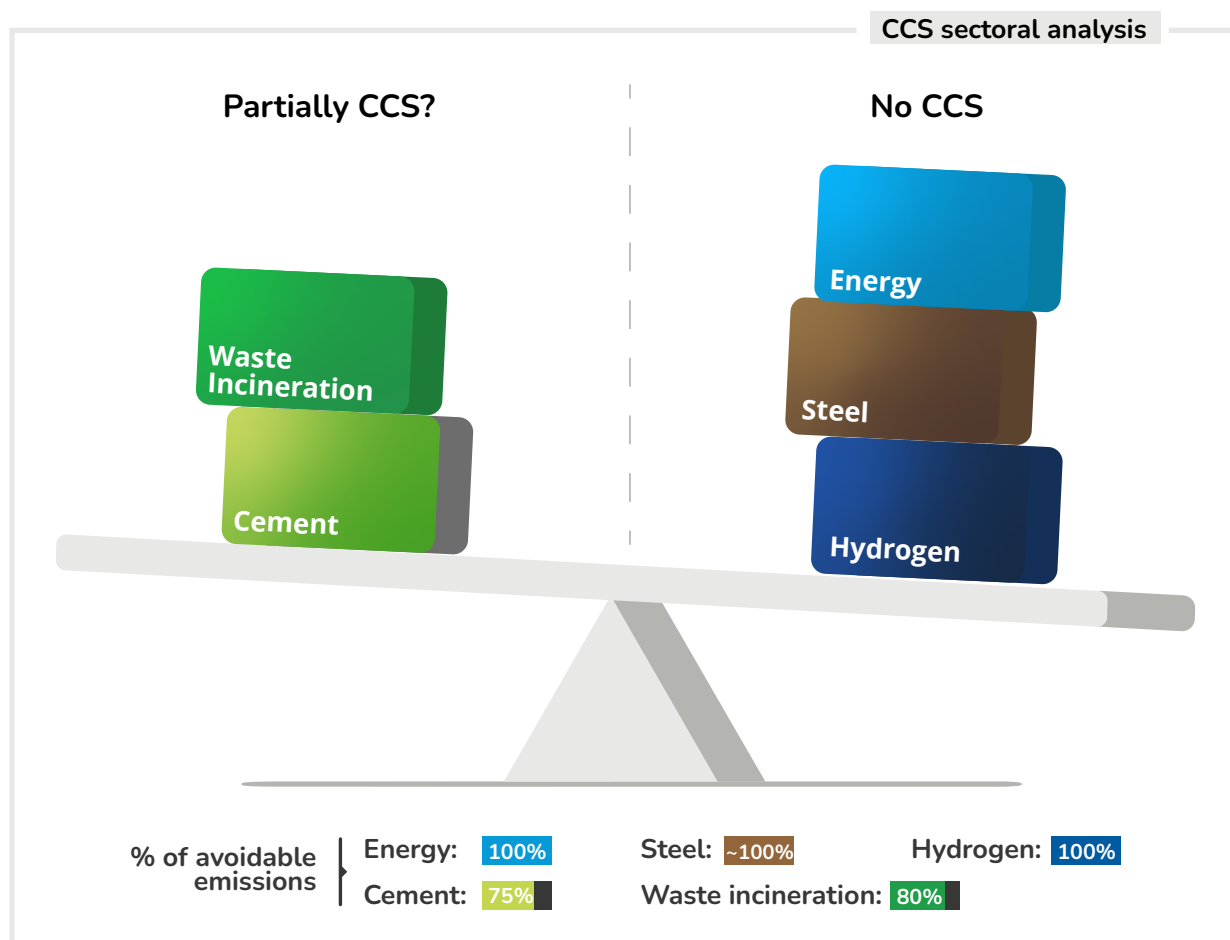 CCS sectoral analysis
Partially CCS?
No CCS
Waste
Incineration
Cement
Energy
Steel
Hydrogen
% of avoidable
emissions
Energy: 100%
Steel: ~100%
Hydrogen: 100%
Cement: 75%
Waste incineration: 80%